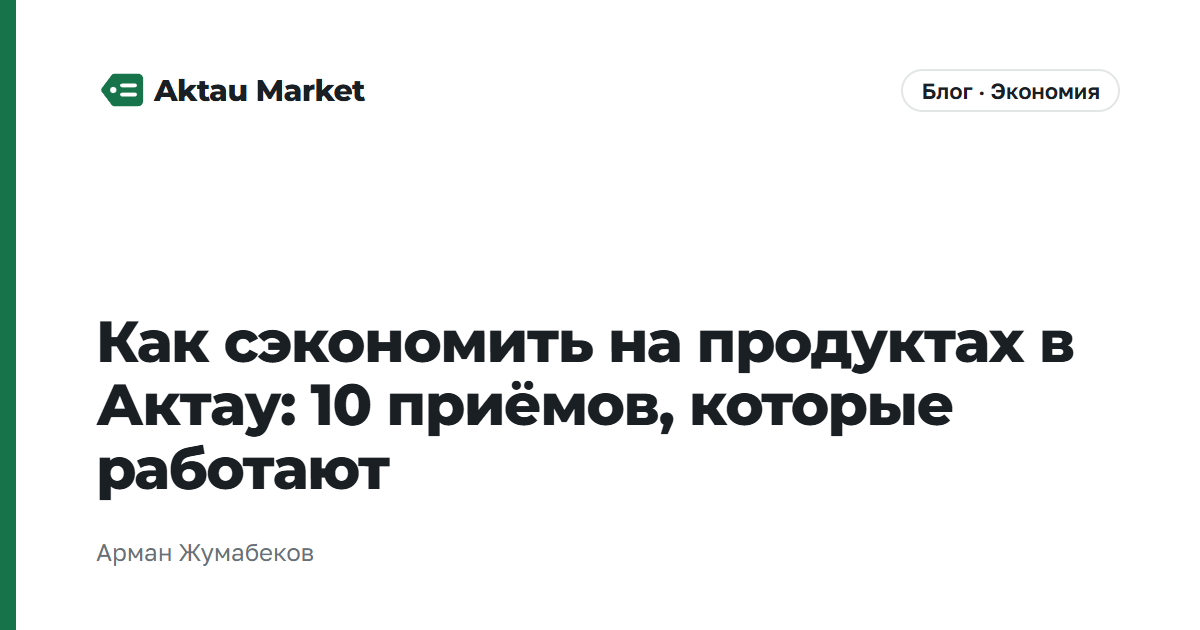 Aktau Market
Блог · Экономия
Как сэкономить на продуктах в
Актау: 10 приёмов, которые
работают
Арман Жумабеков